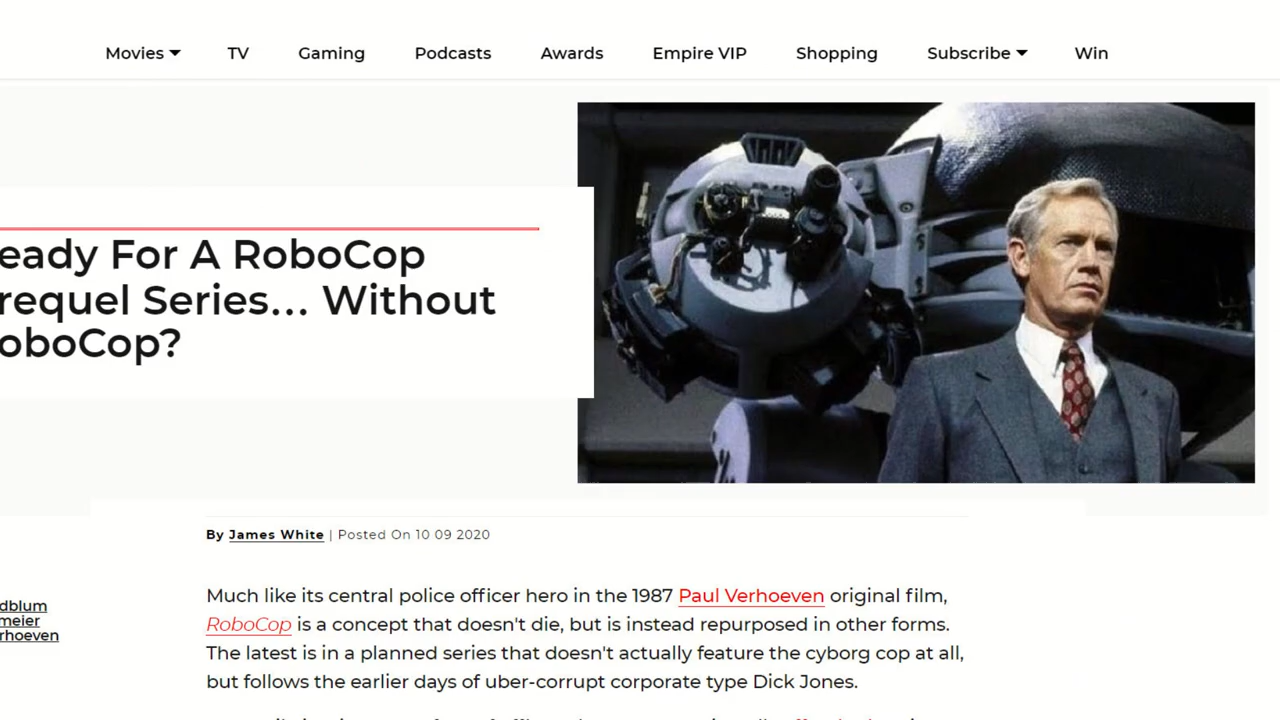 Movies TV Gaming Podcasts Awards Empire VIP Shopping Subscribe Win
eady For A RoboCop
requel Series... Without
oboCop?
By James White | Posted On 10 09 2020
Much like its central police officer hero in the 1987 Paul Verhoeven original film,
RoboCop is a concept that doesn't die, but is instead repurposed in other forms.
The latest is in a planned series that doesn't actually feature the cyborg cop at all,
but follows the earlier days of uber-corrupt corporate type Dick Jones.
dblum
meier
rhoeven